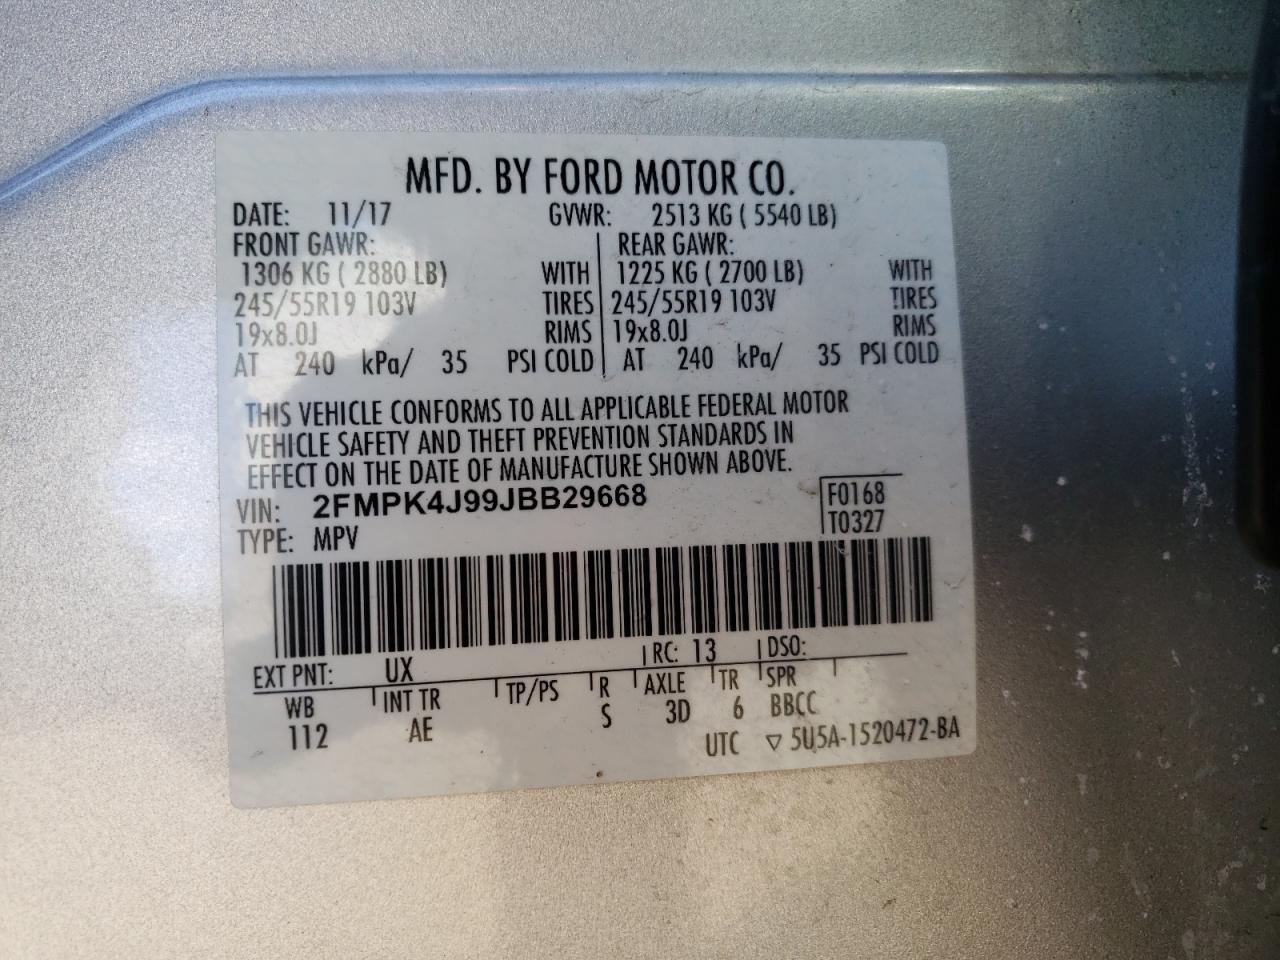 MFD. BY FORD MOTOR CO.
DATE: 11/17 GVWR: 2513 KG ( 5540 LB)
FRONT GAWR: REAR GAWR:
1306 KG ( 2880 LB) WITH 1225 KG ( 2700 LB) WITH
245/55R19 103V TIRES 245/55R19 103V TIRES
19x8.0J RIMS 19x8.0J RIMS
AT 240 kPa/ 35 PSI COLD AT 240 kPa/ 35 PSI COLD
THIS VEHICLE CONFORMS TO ALL APPLICABLE FEDERAL MOTOR
VEHICLE SAFETY AND THEFT PREVENTION STANDARDS IN
EFFECT ON THE DATE OF MANUFACTURE SHOWN ABOVE.
VIN: 2FMPK4J99JBB29668 F0168
TYPE: MPV T0327
EXT PNT: UX RC: 13 DSO:
WB INT TR TP/PS R AXLE TR SPR
112 AE S 3D 6 BBCC
UTC ▽ 5U5A-1520472-BA